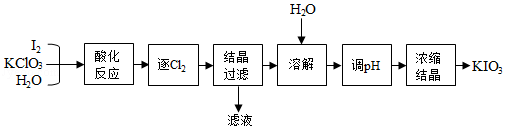 I₂
KClO₃
H₂O
酸化
反应
逐Cl₂
结晶
过滤
滤液
H₂O
溶解
调pH
浓缩
结晶
KIO₃